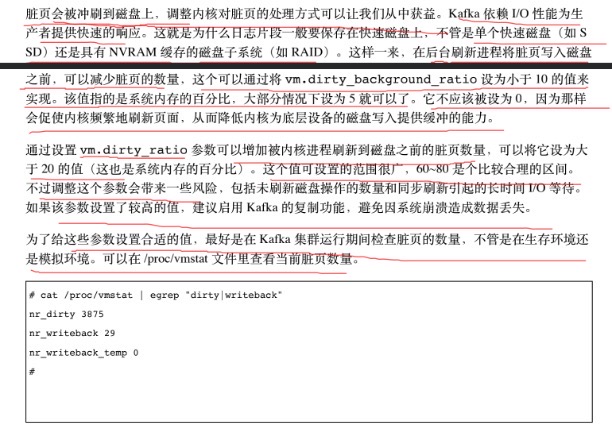 脏页会被冲刷到磁盘上，调整内核对脏页的处理方式可以让我们从中获益。Kafka 依赖 I/O 性能为生
产者提供快速的响应。这就是为什么日志片段一般要保存在快速磁盘上，不管是单个快速磁盘（如 S
SD）还是具有 NVRAM 缓存的磁盘子系统（如 RAID）。这样一来，在后台刷新进程将脏页写入磁盘
之前，可以减少脏页的数量，这个可以通过将 vm.dirty_background_ratio 设为小于 10 的值来
实现。该值指的是系统内存的百分比，大部分情况下设为 5 就可以了。它不应该被设为 0，因为那样
会促使内核频繁地刷新页面，从而降低内核为底层设备的磁盘写入提供缓冲的能力。
通过设置 vm.dirty_ratio 参数可以增加被内核进程刷新到磁盘之前的脏页数量，可以将它设为大
于 20 的值（这也是系统内存的百分比）。这个值可设置的范围很广，60~80 是个比较合理的区间。
不过调整这个参数会带来一些风险，包括未刷新磁盘操作的数量和同步刷新引起的长时间 I/O 等待。
如果该参数设置了较高的值，建议启用 Kafka 的复制功能，避免因系统崩溃造成数据丢失。
为了给这些参数设置合适的值，最好是在 Kafka 集群运行期间检查脏页的数量，不管是在生存环境还
是模拟环境。可以在 /proc/vmstat 文件里查看当前脏页数量。
# cat /proc/vmstat | egrep "dirty|writeback"
nr_dirty 3875
nr_writeback 29
nr_writeback_temp 0
#